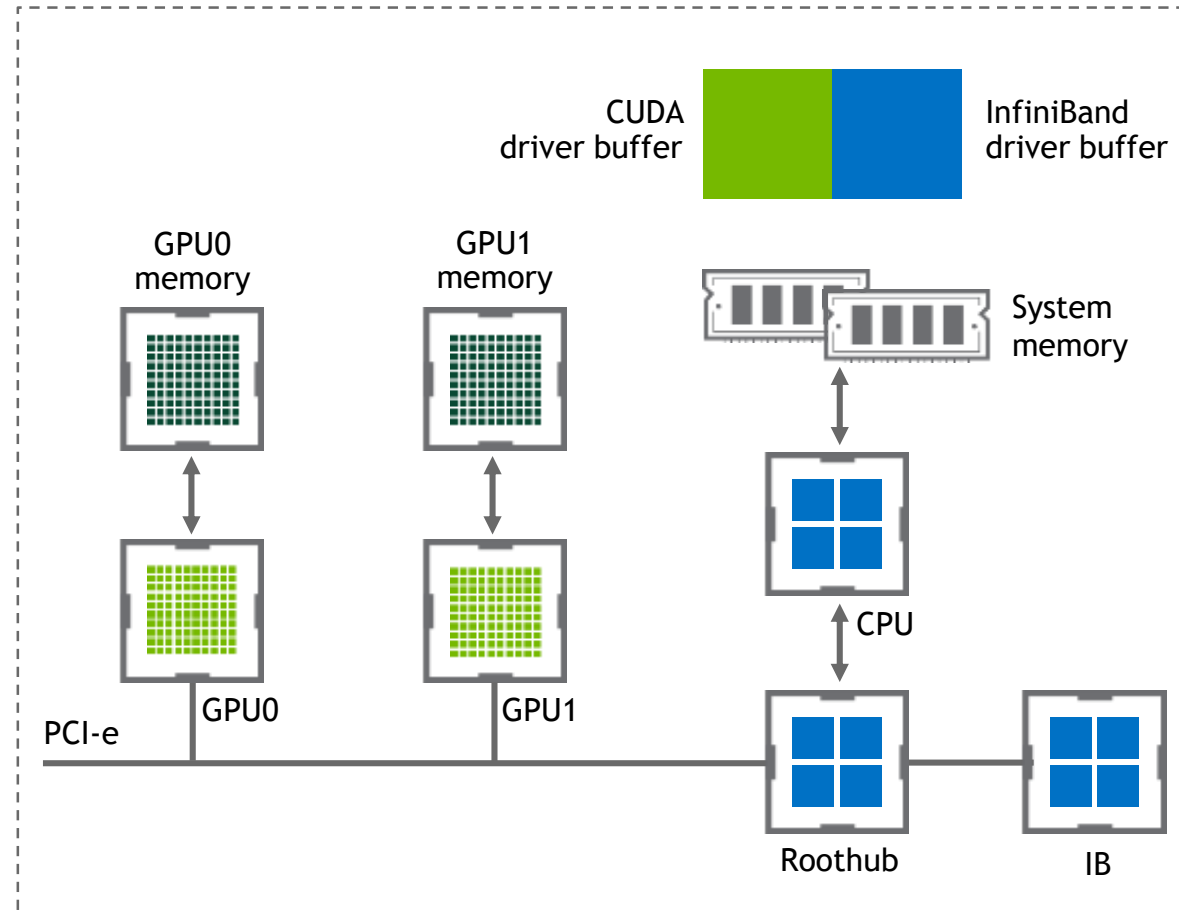 CUDA
driver buffer
InfiniBand
driver buffer
GPU0
memory
GPU1
memory
System
memory
CPU
GPU0
GPU1
PCI-e
Roothub
IB